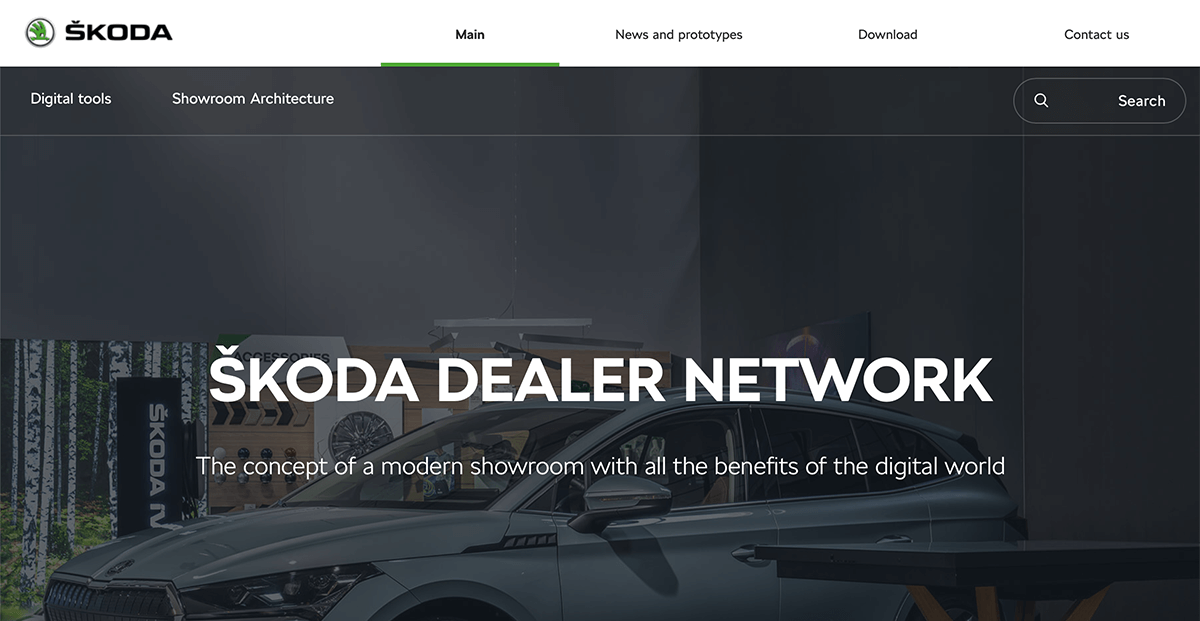 ŠKODA
Main
News and prototypes
Download
Contact us
Digital tools
Showroom Architecture
Search
ACCESSORIES
ŠKODA DEALER NETWORK
The concept of a modern showroom with all the benefits of the digital world
ŠKODA